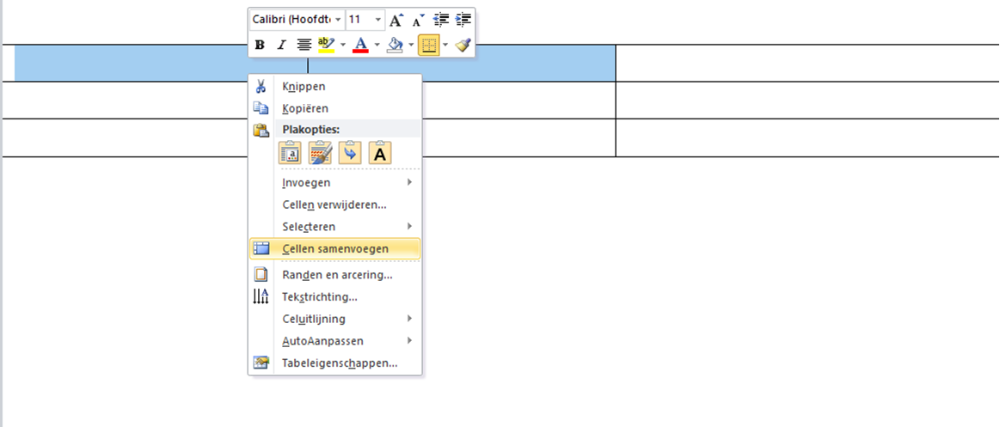 Calibri (Hoofdt 11 A A
B I ab A
Knippen
Kopiëren
Plakopties:
a A
Invoegen
Cellen verwijderen...
Selecteren
Cellen samenvoegen
Randen en arcering...
Tekstrichting...
Celuitlijning
AutoAanpassen
Tabeleigenschappen...